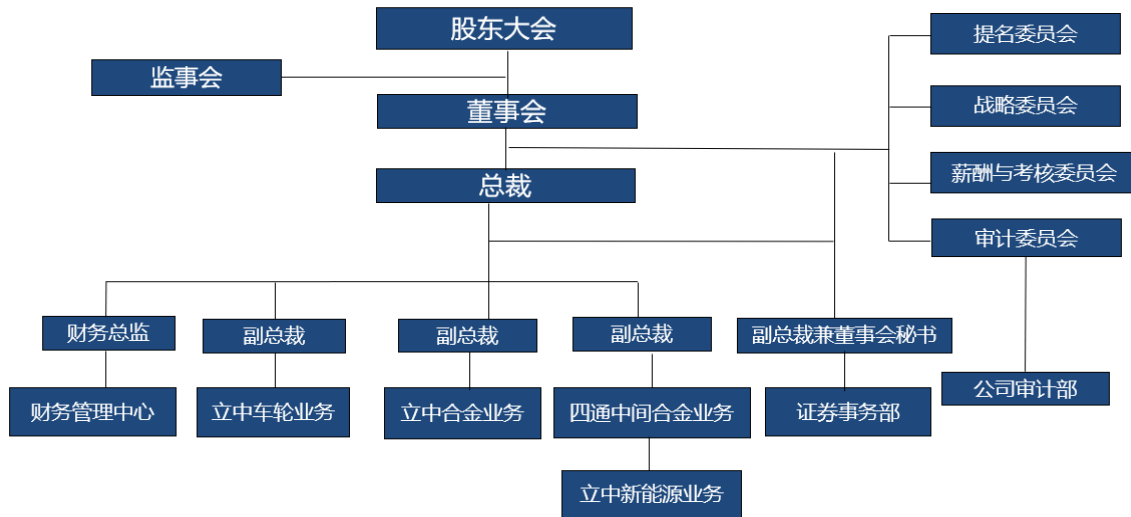 股东大会
提名委员会
监事会
董事会
战略委员会
总裁
薪酬与考核委员会
审计委员会
财务总监
副总裁
副总裁
副总裁
副总裁兼董事会秘书
财务管理中心
立中车轮业务
立中合金业务
四通中间合金业务
证券事务部
公司审计部
立中新能源业务